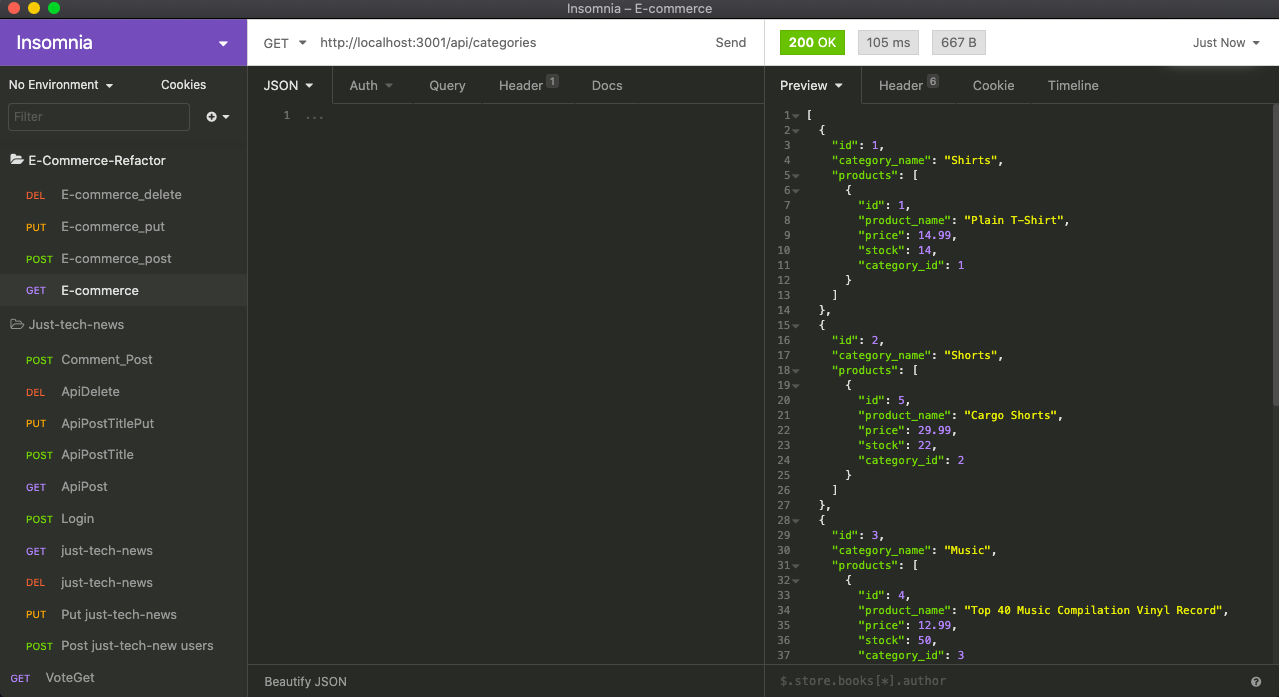 Insomnia – E-commerce
Insomnia
No Environment Cookies
Filter
E-Commerce-Refactor
DEL E-commerce_delete
PUT E-commerce_put
POST E-commerce_post
GET E-commerce
Just-tech-news
POST Comment_Post
DEL ApiDelete
PUT ApiPostTitlePut
POST ApiPostTitle
GET ApiPost
POST Login
GET just-tech-news
DEL just-tech-news
PUT Put just-tech-news
POST Post just-tech-new users
GET VoteGet
GET http://localhost:3001/api/categories Send
JSON Auth Query Header 1 Docs
1 ...
Beautify JSON
200 OK 105 ms 667 B Just Now
Preview Header 6 Cookie Timeline
1 [
2 {
3 "id": 1,
4 "category_name": "Shirts",
5 "products": [
6 {
7 "id": 1,
8 "product_name": "Plain T-Shirt",
9 "price": 14.99,
10 "stock": 14,
11 "category_id": 1
12 }
13 ]
14 },
15 {
16 "id": 2,
17 "category_name": "Shorts",
18 "products": [
19 {
20 "id": 5,
21 "product_name": "Cargo Shorts",
22 "price": 29.99,
23 "stock": 22,
24 "category_id": 2
25 }
26 ]
27 },
28 {
29 "id": 3,
30 "category_name": "Music",
31 "products": [
32 {
33 "id": 4,
34 "product_name": "Top 40 Music Compilation Vinyl Record",
35 "price": 12.99,
36 "stock": 50,
37 "category_id": 3
$.store.books[*].author ?